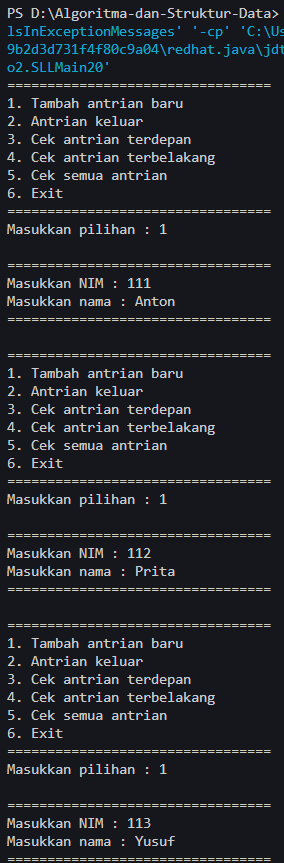 PS D:\Algoritma-dan-Struktur-Data>
lsInExceptionMessages' '-cp' 'C:\Us
9b2d3d731f4f80c9a04\redhat.java\jdt
o2.SLLMain20'
=================================
1. Tambah antrian baru
2. Antrian keluar
3. Cek antrian terdepan
4. Cek antrian terbelakang
5. Cek semua antrian
6. Exit
=================================
Masukkan pilihan : 1
=================================
Masukkan NIM : 111
Masukkan nama : Anton
=================================
=================================
1. Tambah antrian baru
2. Antrian keluar
3. Cek antrian terdepan
4. Cek antrian terbelakang
5. Cek semua antrian
6. Exit
=================================
Masukkan pilihan : 1
=================================
Masukkan NIM : 112
Masukkan nama : Prita
=================================
=================================
1. Tambah antrian baru
2. Antrian keluar
3. Cek antrian terdepan
4. Cek antrian terbelakang
5. Cek semua antrian
6. Exit
=================================
Masukkan pilihan : 1
=================================
Masukkan NIM : 113
Masukkan nama : Yusuf
=================================